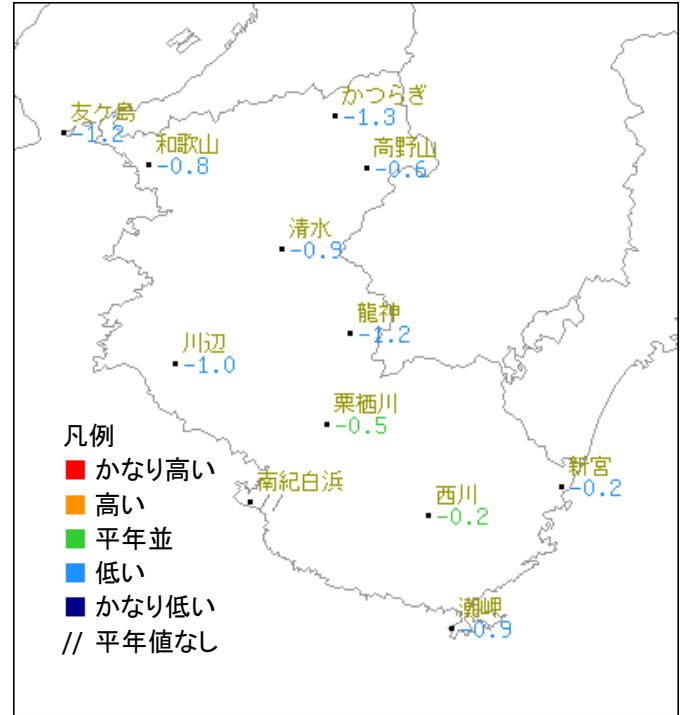 かつらぎ
-1.3
友ケ島
-1.2
和歌山
-0.8
高野山
-0.6
清水
-0.9
龍神
-1.2
川辺
-1.0
栗栖川
-0.5
新宮
-0.2
南紀白浜
//
西川
-0.2
潮岬
-0.9
凡例
かなり高い
高い
平年並
低い
かなり低い
// 平年値なし